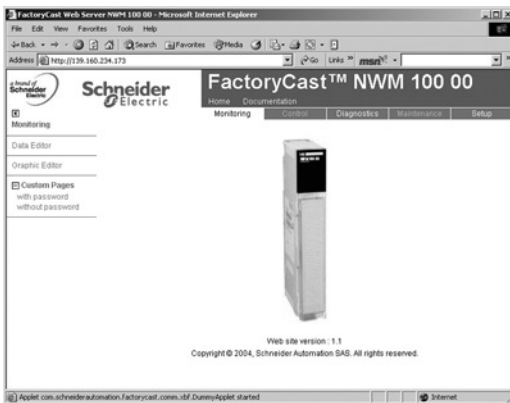 FactoryCast Web Server NWM 100 00 - Microsoft Internet Explorer
File Edit View Favorites Tools Help
Back Search Favorites Media
Address http://139.160.234.173 Go Links » msn
a brand of Schneider Electric
Schneider Electric
FactoryCast™ NWM 100 00
Home Documentation
Monitoring Control Diagnostics Maintenance Setup
Monitoring
Data Editor
Graphic Editor
Custom Pages
with password
without password
Web site version : 1.1
Copyright © 2004, Schneider Automation SAS. All rights reserved.
Applet com.schneiderautomation.factorycast.comm.xbf.DummyApplet started Internet